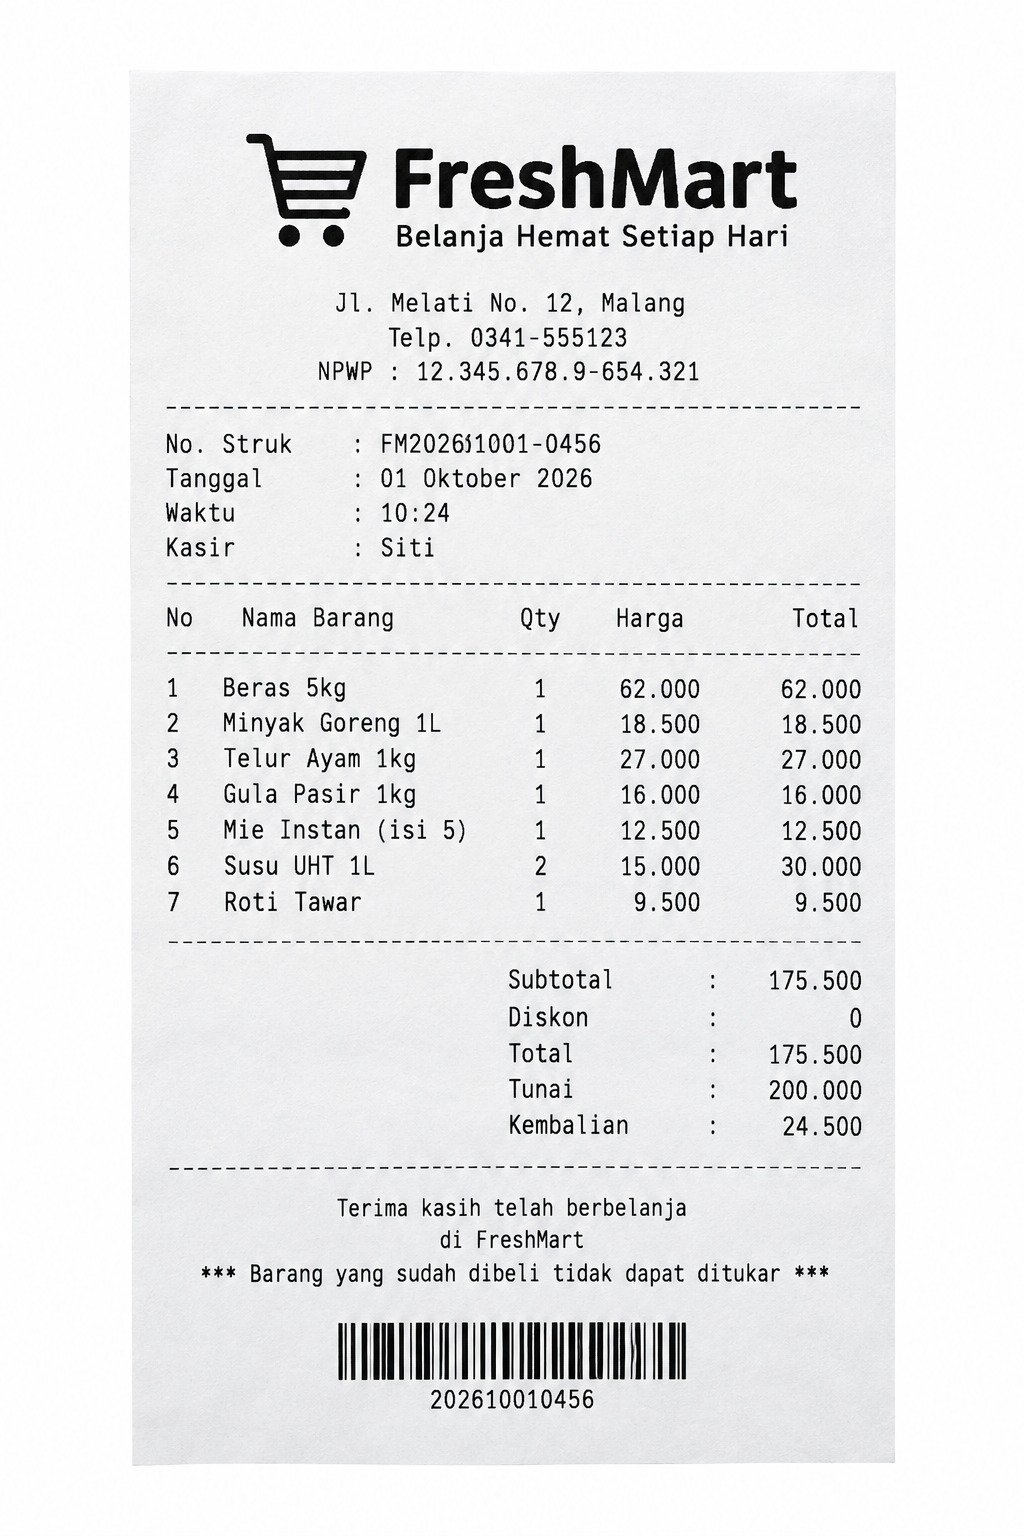 FreshMart
Belanja Hemat Setiap Hari
Jl. Melati No. 12, Malang
Telp. 0341-555123
NPWP : 12.345.678.9-654.321
No. Struk : 
Tanggal : 01 Oktober 2026
Waktu : 10:24
Kasir : Siti
No Nama Barang Qty Harga Total
1 Beras 5kg 1 62.000 62.000
2 Minyak Goreng 1L 1 18.500 18.500
3 Telur Ayam 1kg 1 27.000 27.000
4 Gula Pasir 1kg 1 16.000 16.000
5 Mie Instan (isi 5) 1 12.500 12.500
6 Susu UHT 1L 2 15.000 30.000
7 Roti Tawar 1 9.500 9.500
Subtotal : 175.500
Diskon : 0
Total : 175.500
Tunai : 200.000
Kembalian : 24.500
Terima kasih telah berbelanja
di FreshMart
*** Barang yang sudah dibeli tidak dapat ditukar ***
202610010456